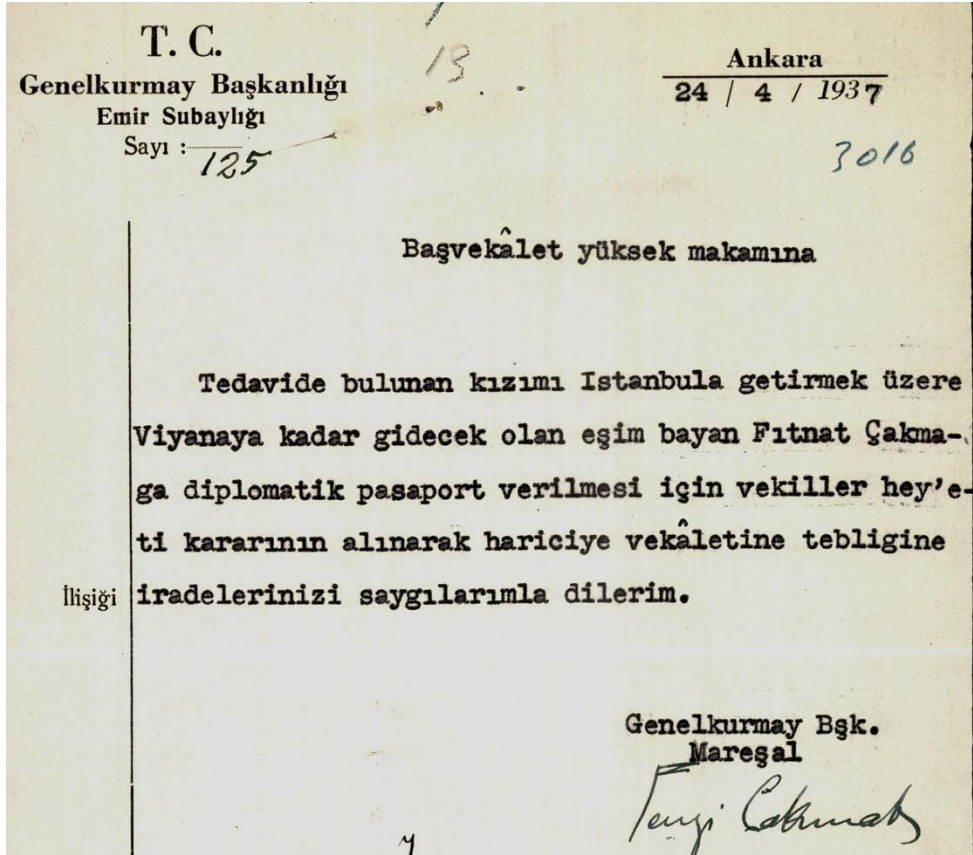 T. C.
Genelkurmay Başkanlığı
Emir Subaylığı
Sayı : 125
13
Ankara
24 / 4 / 1937
3016
Başvekâlet yüksek makamına
Tedavide bulunan kızımı Istanbula getirmek üzere
Viyanaya kadar gidecek olan eşim bayan Fıtnat Çakma-
ga diplomatik pasaport verilmesi için vekiller hey'e-
ti kararının alınarak hariciye vekâletine tebligine
İlişiği iradelerinizi saygılarımla dilerim.
Genelkurmay Bşk.
Mareşal
Fevzi Çakmak